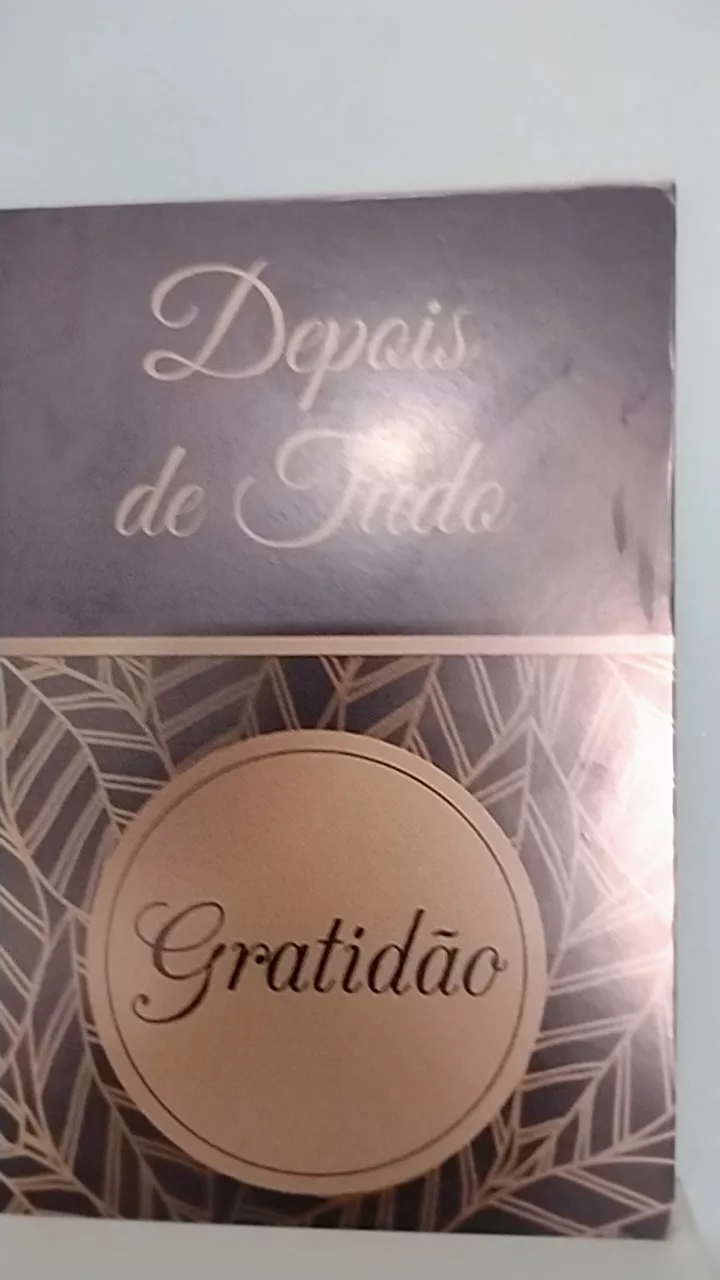 Depois
de Tudo
Gratidão